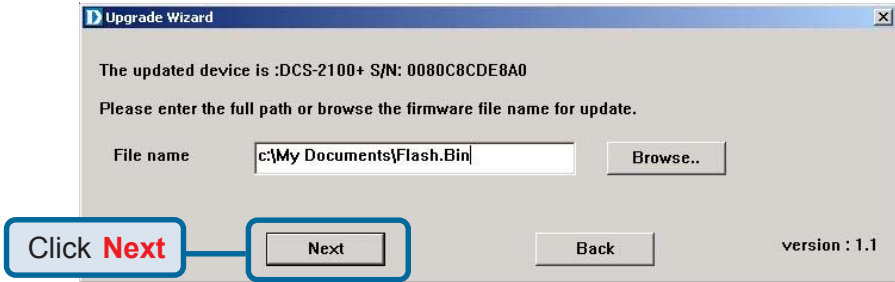 D Upgrade Wizard
The updated device is :DCS-2100+ S/N: 0080C8CDE8A0
Please enter the full path or browse the firmware file name for update.
File name c:\My Documents\Flash.Bin Browse..
Click Next Next Back version : 1.1